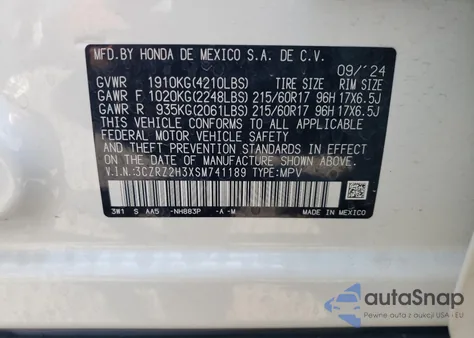 MFD.BY HONDA DE MEXICO S.A. DE C.V.
09/'24
GVWR 1910KG(4210LBS) TIRE SIZE RIM SIZE
GAWR F 1020KG(2248LBS) 215/60R17 96H 17X6.5J
GAWR R 935KG(2061LBS) 215/60R17 96H 17X6.5J
THIS VEHICLE CONFORMS TO ALL APPLICABLE
FEDERAL MOTOR VEHICLE SAFETY AND BUMPER
STANDARDS IN EFFECT ON THE DATE OF
MANUFACTURE SHOWN ABOVE.
V.I.N.:3CZRZ2H3XSM741189 TYPE:MPV
3W1 S AA5 -NH883P -A -M
MADE IN MEXICO
autoSnap
Pewne auta z aukcji USA - EU